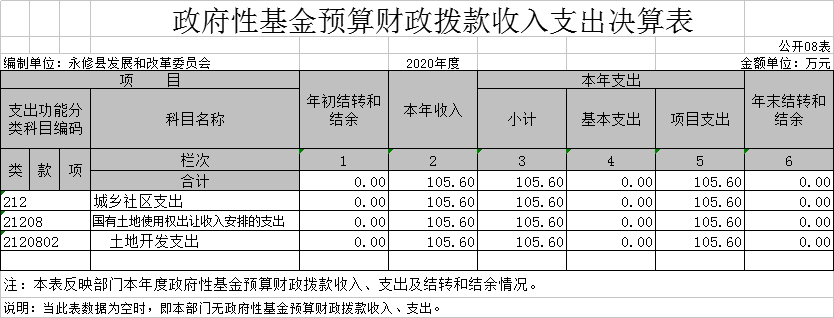 政府性基金预算财政拨款收入支出决算表
公开08表
编制单位：永修县发展和改革委员会 2020年度 金额单位：万元
项 目 年初结转和结余 本年收入 本年支出 年末结转和结余
支出功能分类科目编码 科目名称 小计 基本支出 项目支出
类 款 项 栏次 1 2 3 4 5 6
合计 0.00 105.60 105.60 0.00 105.60 0.00
212 城乡社区支出 0.00 105.60 105.60 0.00 105.60 0.00
21208 国有土地使用权出让收入安排的支出 0.00 105.60 105.60 0.00 105.60 0.00
2120802 土地开发支出 0.00 105.60 105.60 0.00 105.60 0.00
注：本表反映部门本年度政府性基金预算财政拨款收入、支出及结转和结余情况。
说明：当此表数据为空时，即本部门无政府性基金预算财政拨款收入、支出。